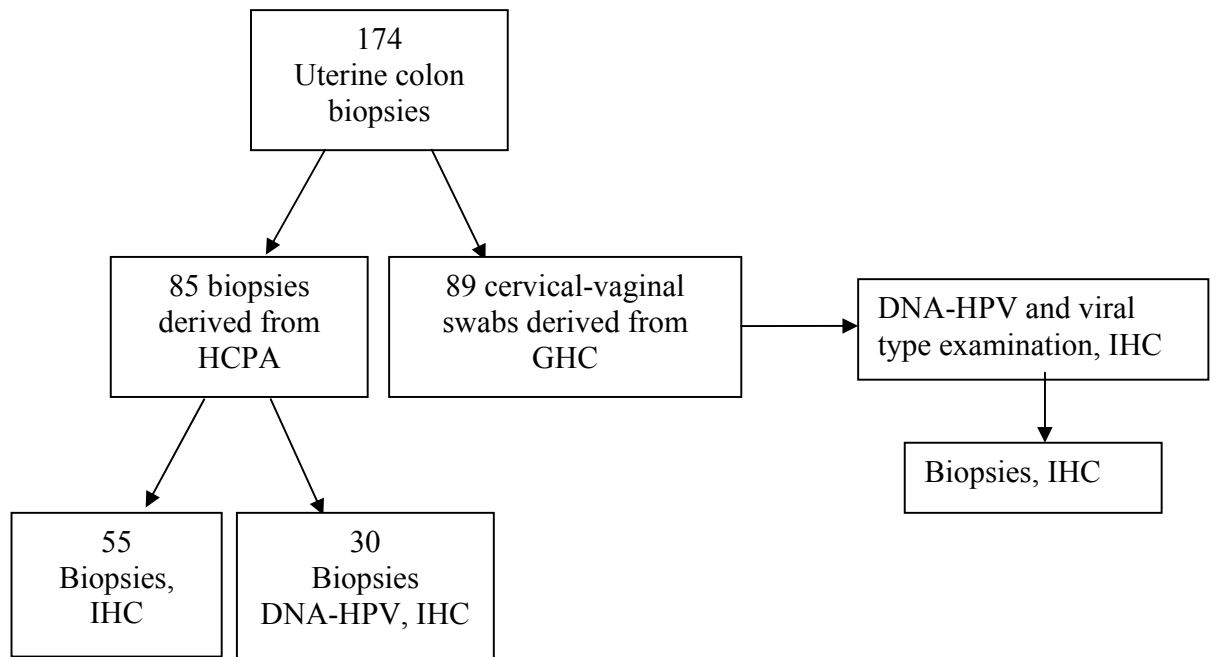 174
Uterine colon
biopsies
85 biopsies
derived from
HCPA
89 cervical-vaginal
swabs derived from
GHC
DNA-HPV and viral
type examination, IHC
Biopsies, IHC
55
Biopsies,
IHC
30
Biopsies
DNA-HPV, IHC